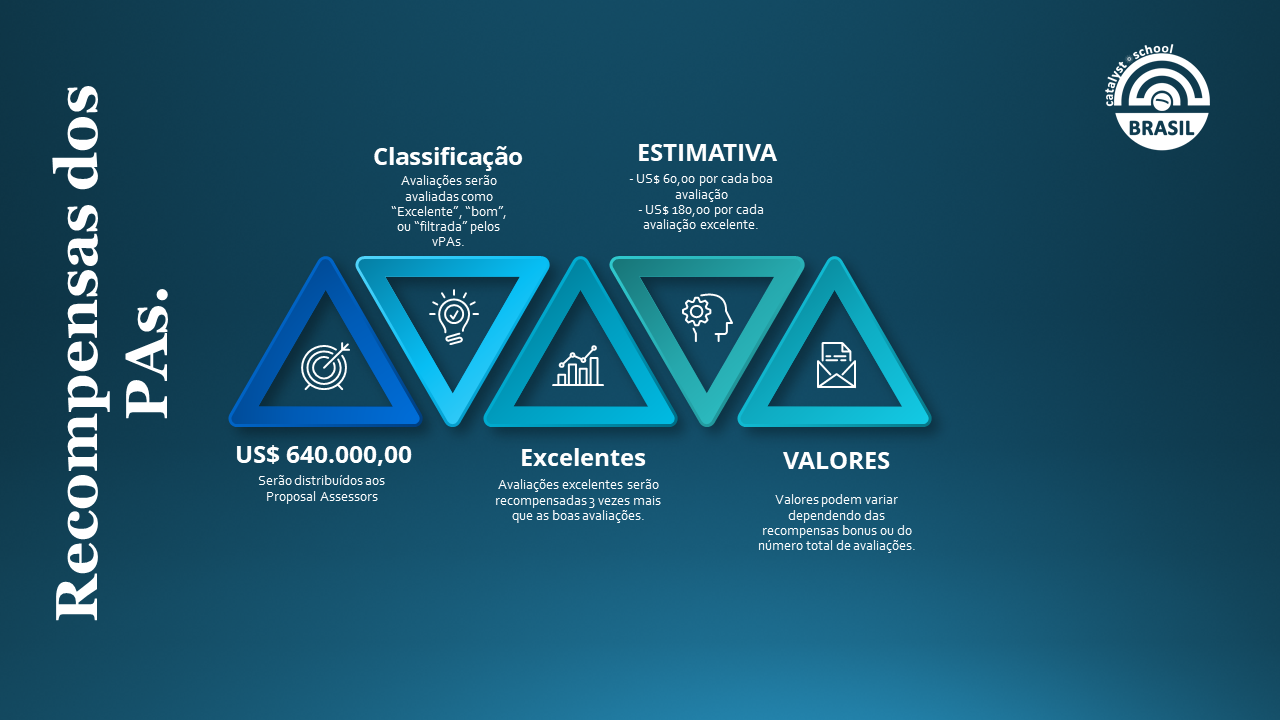 Recompensas dos
PAs.
catalyst school
BRASIL
Classificação
Avaliações serão
avaliadas como
“Excelente”, “bom”,
ou “filtrada” pelos
vPAs.
ESTIMATIVA
- US$ 60,00 por cada boa
avaliação
- US$ 180,00 por cada
avaliação excelente.
US$ 640.000,00
Serão distribuídos aos
Proposal Assessors
Excelentes
Avaliações excelentes serão
recompensadas 3 vezes mais
que as boas avaliações.
VALORES
Valores podem variar
dependendo das
recompensas bonus ou do
número total de avaliações.